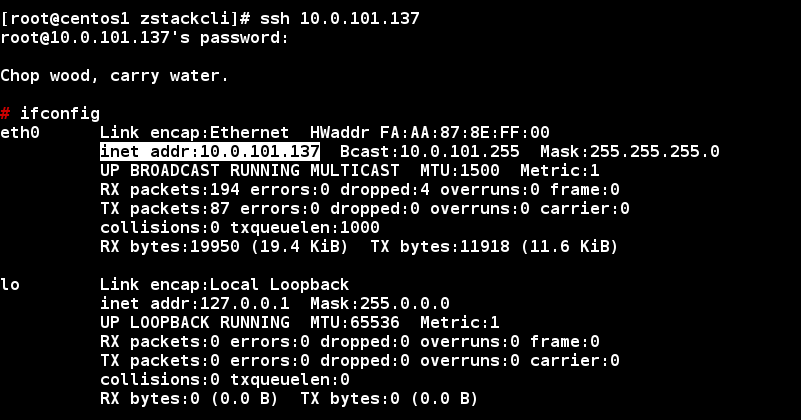 [root@centos1 zstackcli]# ssh 10.0.101.137
root@10.0.101.137's password:
Chop wood, carry water.
# ifconfig
eth0 Link encap:Ethernet HWaddr FA:AA:87:8E:FF:00
inet addr:10.0.101.137 Bcast:10.0.101.255 Mask:255.255.255.0
UP BROADCAST RUNNING MULTICAST MTU:1500 Metric:1
RX packets:194 errors:0 dropped:4 overruns:0 frame:0
TX packets:87 errors:0 dropped:0 overruns:0 carrier:0
collisions:0 txqueuelen:1000
RX bytes:19950 (19.4 KiB) TX bytes:11918 (11.6 KiB)
lo Link encap:Local Loopback
inet addr:127.0.0.1 Mask:255.0.0.0
UP LOOPBACK RUNNING MTU:65536 Metric:1
RX packets:0 errors:0 dropped:0 overruns:0 frame:0
TX packets:0 errors:0 dropped:0 overruns:0 carrier:0
collisions:0 txqueuelen:0
RX bytes:0 (0.0 B) TX bytes:0 (0.0 B)